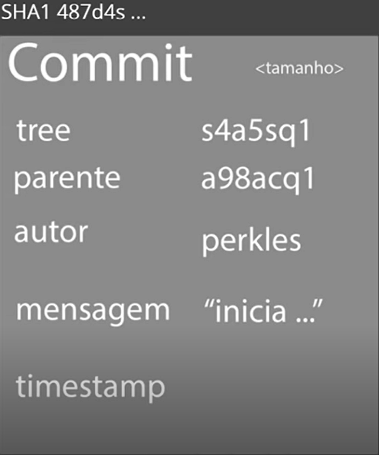 SHA1 487d4s ...
Commit <tamanho>
tree s4a5sq1
parente a98acq1
autor perkles
mensagem “inicia ...”
timestamp